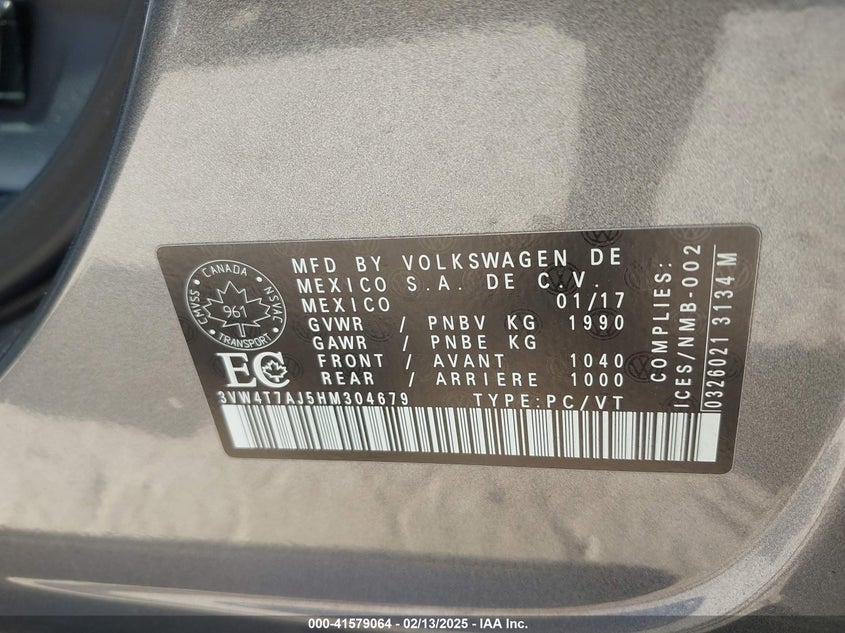 MFD BY VOLKSWAGEN DE
MEXICO S.A. DE C.V.
MEXICO 01/17
GVWR / PNBV KG 1990
GAWR / PNBE KG
FRONT / AVANT 1040
REAR / ARRIERE 1000
3VW4T7AJ5HM304679 TYPE:PC/VT
CANADA
CMVSS NSVAC
961
TRANSPORT
EC
COMPLIES:
ICES/NMB-002
0326021 3134 M
000-41579064 - 02/13/2025 - IAA Inc.